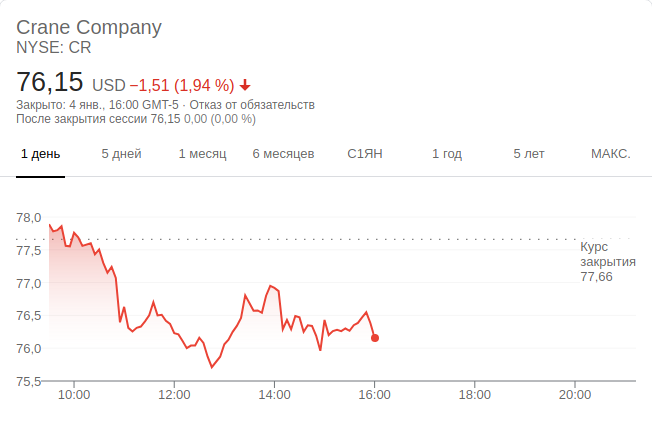 Crane Company
NYSE: CR
76,15 USD −1,51 (1,94 %)
Закрыто: 4 янв., 16:00 GMT-5 · Отказ от обязательств
После закрытия сессии 76,15 0,00 (0,00 %)
1 день 5 дней 1 месяц 6 месяцев С1ЯН 1 год 5 лет МАКС.
78,0
77,5
77,0
76,5
76,0
75,5
Курс
закрытия
77,66
10:00 12:00 14:00 16:00 18:00 20:00